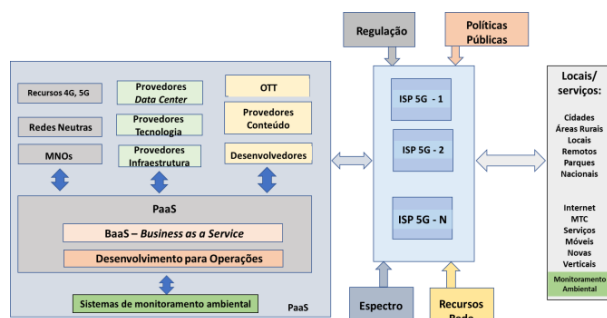 Regulação
Políticas
Públicas
Recursos 4G, 5G
Redes Neutras
MNOs
Provedores
Data Center
Provedores
Tecnologia
Provedores
Infraestrutura
OTT
Provedores
Conteúdo
Desenvolvedores
PaaS
BaaS – Business as a Service
Desenvolvimento para Operações
Sistemas de monitoramento ambiental
PaaS
ISP 5G - 1
ISP 5G - 2
ISP 5G - N
Espectro
Recursos
Rede
Locais/
serviços:
Cidades
Áreas Rurais
Locais
Remotos
Parques
Nacionais
Internet
MTC
Serviços
Móveis
Novas
Verticais
Monitoramento
Ambiental